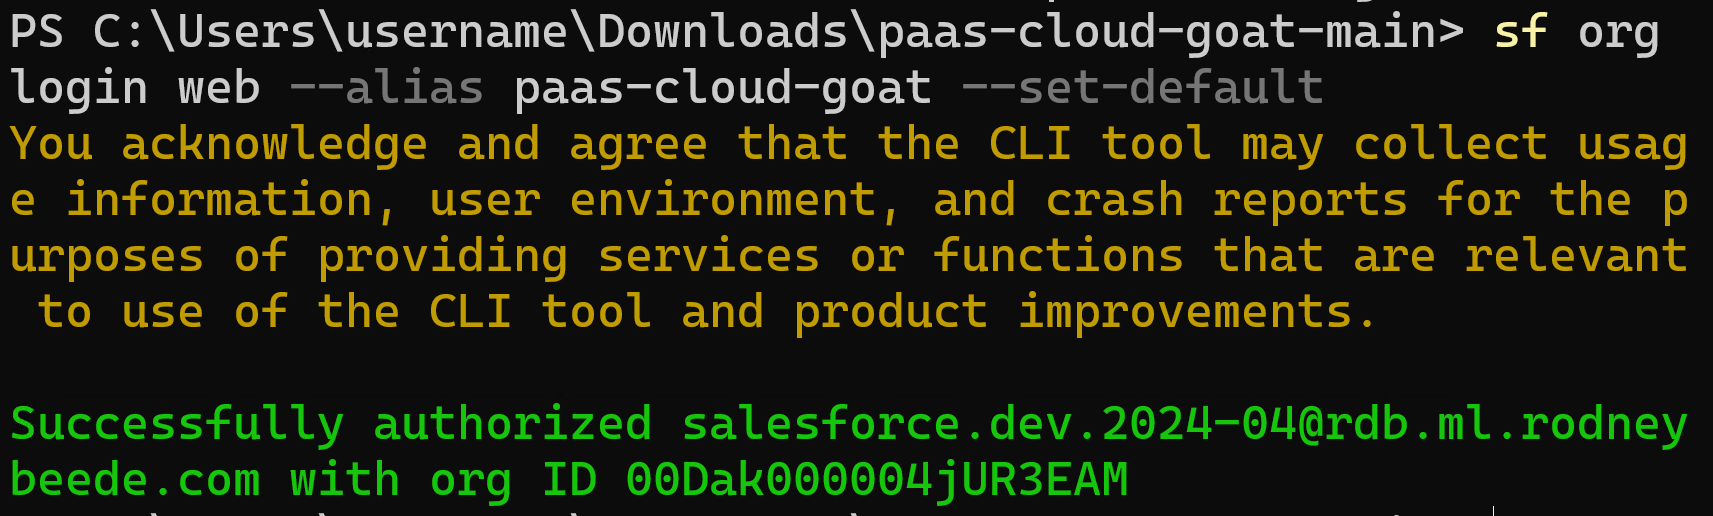 PS C:\Users\username\Downloads\paas-cloud-goat-main> sf org
login web --alias paas-cloud-goat --set-default
You acknowledge and agree that the CLI tool may collect usag
e information, user environment, and crash reports for the p
urposes of providing services or functions that are relevant
 to use of the CLI tool and product improvements.

Successfully authorized salesforce.dev.2024-04@rdb.ml.rodney
beede.com with org ID 00Dak000004jUR3EAM